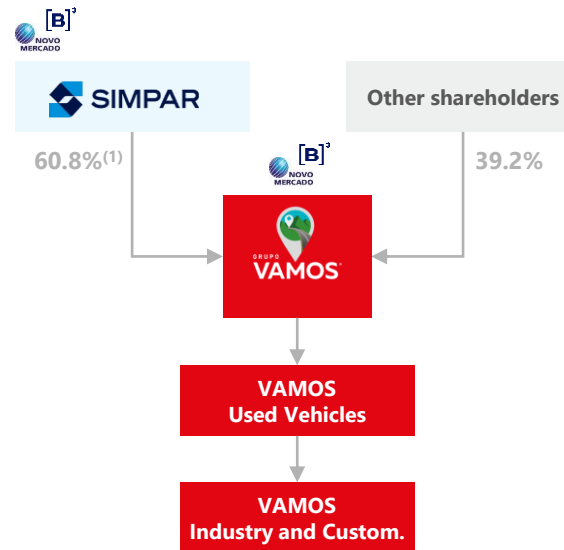 [B]³
NOVO
MERCADO
SIMPAR
Other shareholders
60.8%(1)
39.2%
[B]³
NOVO
MERCADO
GRUPO
VAMOS
VAMOS
Used Vehicles
VAMOS
Industry and Custom.